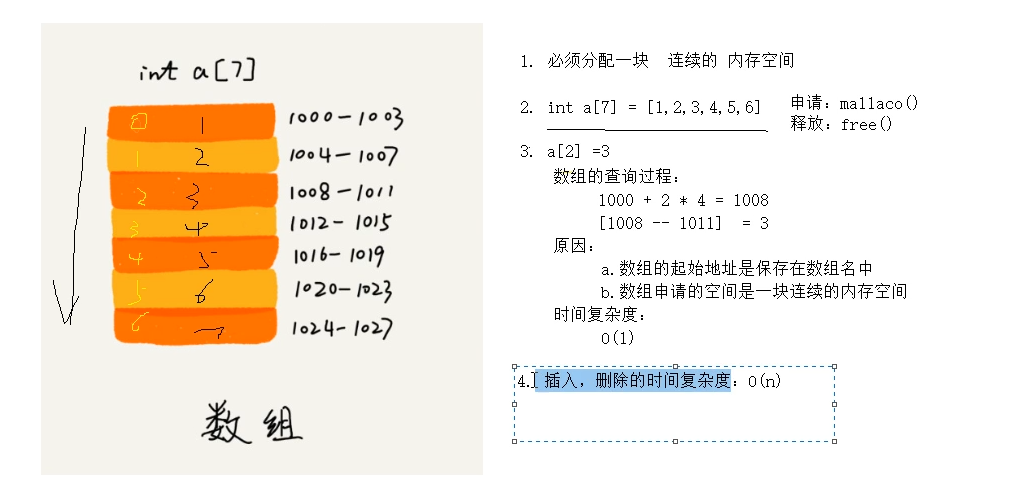 int a[7]
0 1 1000-1003
1 2 1004-1007
2 3 1008-1011
3 4 1012-1015
4 5 1016-1019
5 6 1020-1023
6 1024-1027
数组
1. 必须分配一块 连续的 内存空间
2. int a[7] = [1,2,3,4,5,6]
申请：mallaco()
释放：free()
3. a[2] =3
数组的查询过程：
1000 + 2 * 4 = 1008
[1008 -- 1011] = 3
原因：
a.数组的起始地址是保存在数组名中
b.数组申请的空间是一块连续的内存空间
时间复杂度：
O(1)
4. 插入，删除的时间复杂度：O(n)